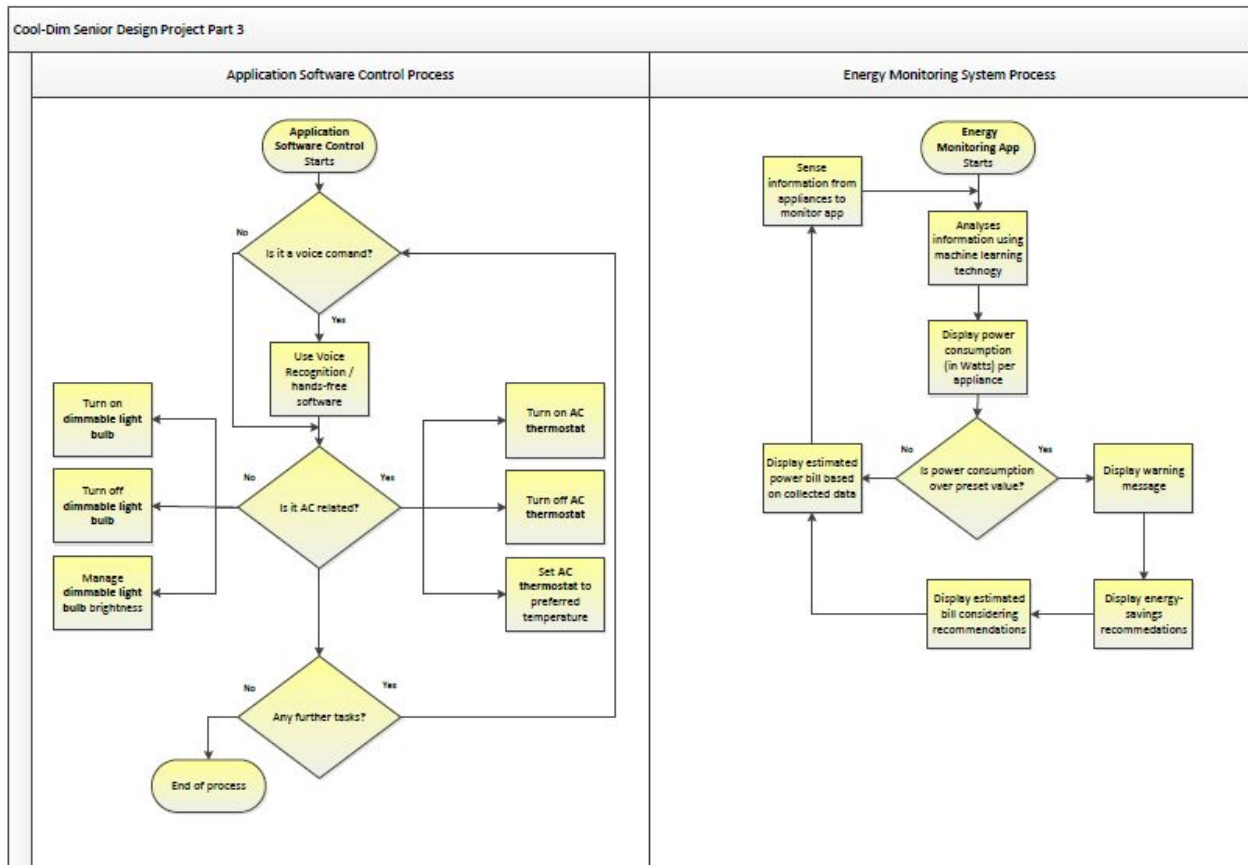 Cool-Dim Senior Design Project Part 3
Application Software Control Process
Energy Monitoring System Process
Application
Software Control
Starts
No
Is it a voice comand?
Yes
Use Voice
Recognition /
hands-free
software
Turn on
dimmable light
bulb
Turn off
dimmable light
bulb
Manage
dimmable light
bulb brightness
No
Is it AC related?
Yes
Turn on AC
thermostat
Turn off AC
thermostat
Set AC
thermostat to
preferred
temperature
No
Any further tasks?
Yes
End of process
Energy
Monitoring App
Starts
Sense
information from
appliances to
monitor app
Analyses
information using
machine learning
technogy
Display power
consumption
(in Watts) per
appliance
No
Is power consumption
over preset value?
Yes
Display estimated
power bill based
on collected data
Display warning
message
Display energy-
savings
recommedations
Display estimated
bill considering
recommendations